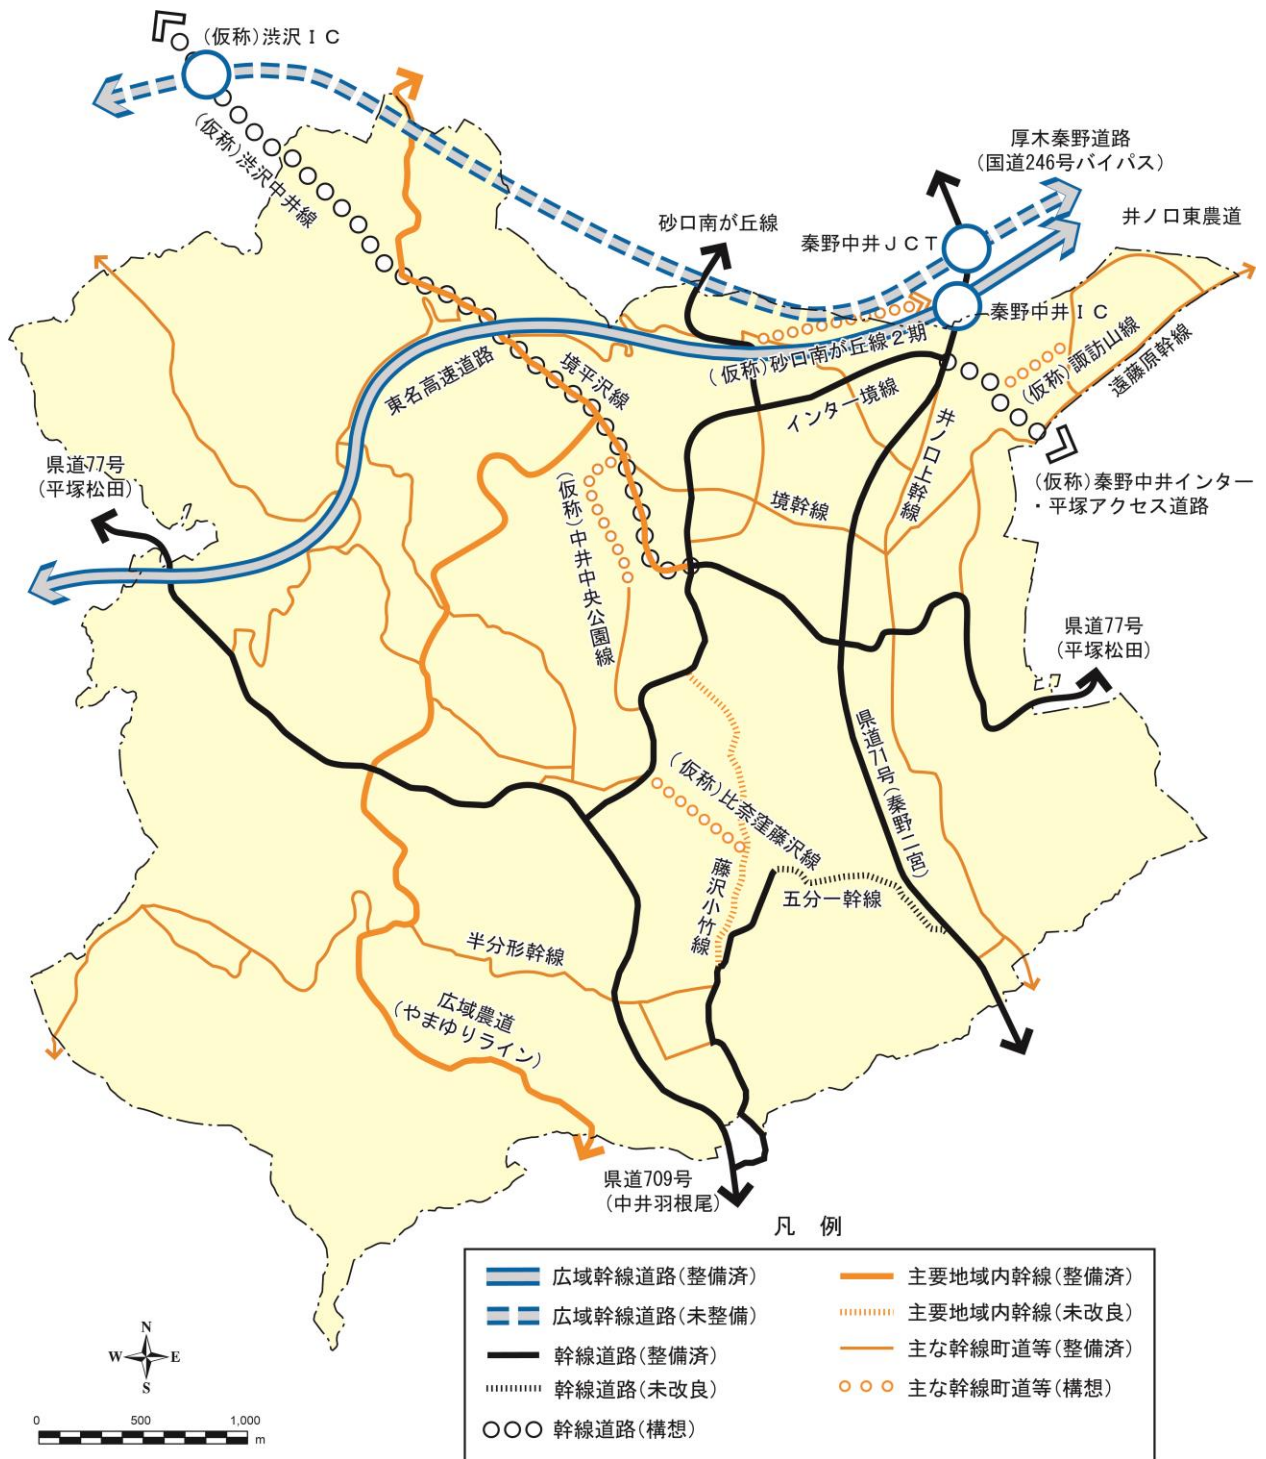 (仮称)渋沢ＩＣ
(仮称)渋沢中井線
厚木秦野道路
(国道246号バイパス)
砂口南が丘線
秦野中井ＪＣＴ
井ノ口東農道
秦野中井ＩＣ
(仮称)砂口南が丘線２期
(仮称)諏訪山線
遠藤原幹線
東名高速道路
境平沢線
インター境線
井ノ口上幹線
県道77号
(平塚松田)
(仮称)中井中央公園線
境幹線
(仮称)秦野中井インター
・平塚アクセス道路
県道77号
(平塚松田)
県道71号(秦野二宮)
(仮称)比奈窪藤沢線
藤沢小竹線
五分一幹線
半分形幹線
広域農道
(やまゆりライン)
県道709号
(中井羽根尾)
凡 例
広域幹線道路(整備済)
広域幹線道路(未整備)
幹線道路(整備済)
幹線道路(未改良)
幹線道路(構想)
主要地域内幹線(整備済)
主要地域内幹線(未改良)
主な幹線町道等(整備済)
主な幹線町道等(構想)
N
W E
S
0 500 1,000
m